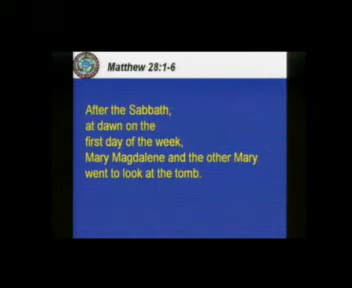 Matthew 28:1-6
After the Sabbath,
at dawn on the
first day of the week,
Mary Magdalene and the other Mary
went to look at the tomb.